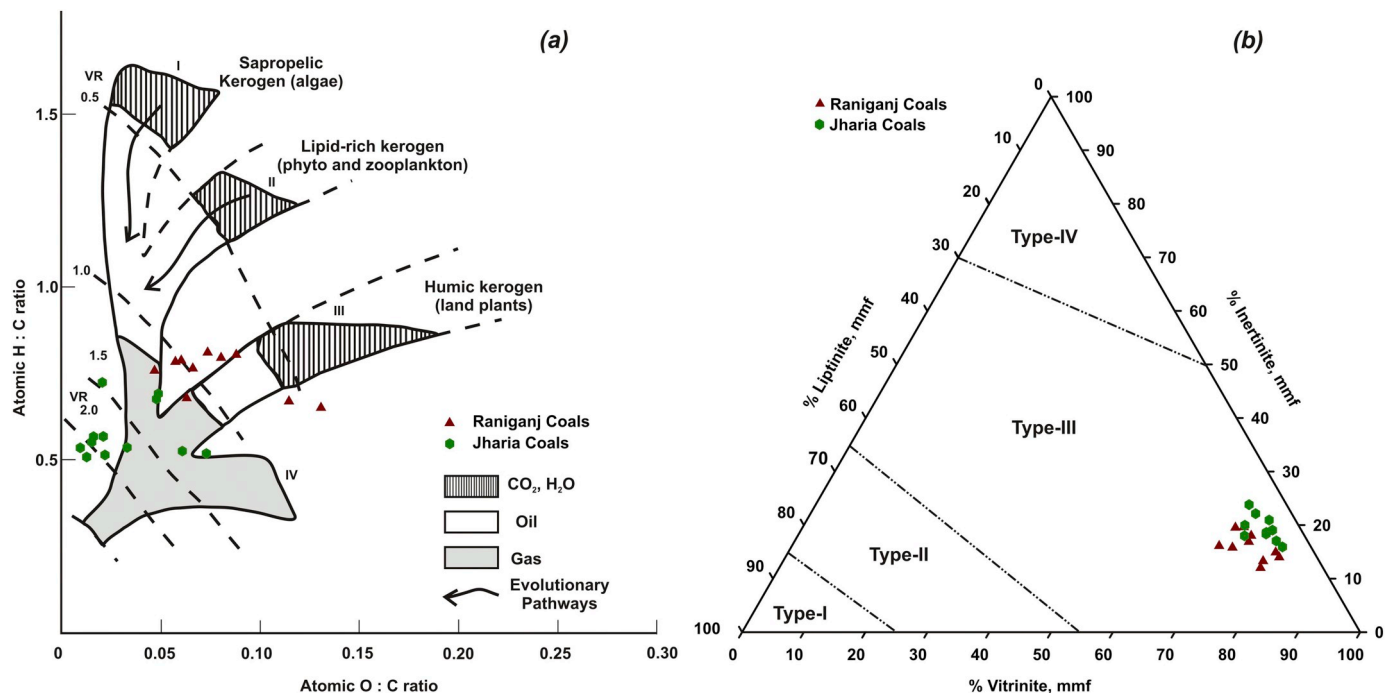 (a)
Atomic H : C ratio
1.5
1.0
0.5
0
0.05
0.10
0.15
0.20
0.30
Atomic O : C ratio
VR
0.5
1.0
1.5
VR
2.0
I
Sapropelic
Kerogen (algae)
Lipid-rich kerogen
(phyto and zooplankton)
II
Humic kerogen
(land plants)
III
IV
Raniganj Coals
Jharia Coals
CO₂, H₂O
Oil
Gas
Evolutionary
Pathways
(b)
Raniganj Coals
Jharia Coals
0
10
20
30
40
50
60
70
80
90
100
% Liptinite, mmf
100
90
80
70
60
50
40
30
20
10
0
% Inertinite, mmf
Type-IV
Type-III
Type-II
Type-I
0
10
20
30
40
50
60
70
80
90
100
% Vitrinite, mmf